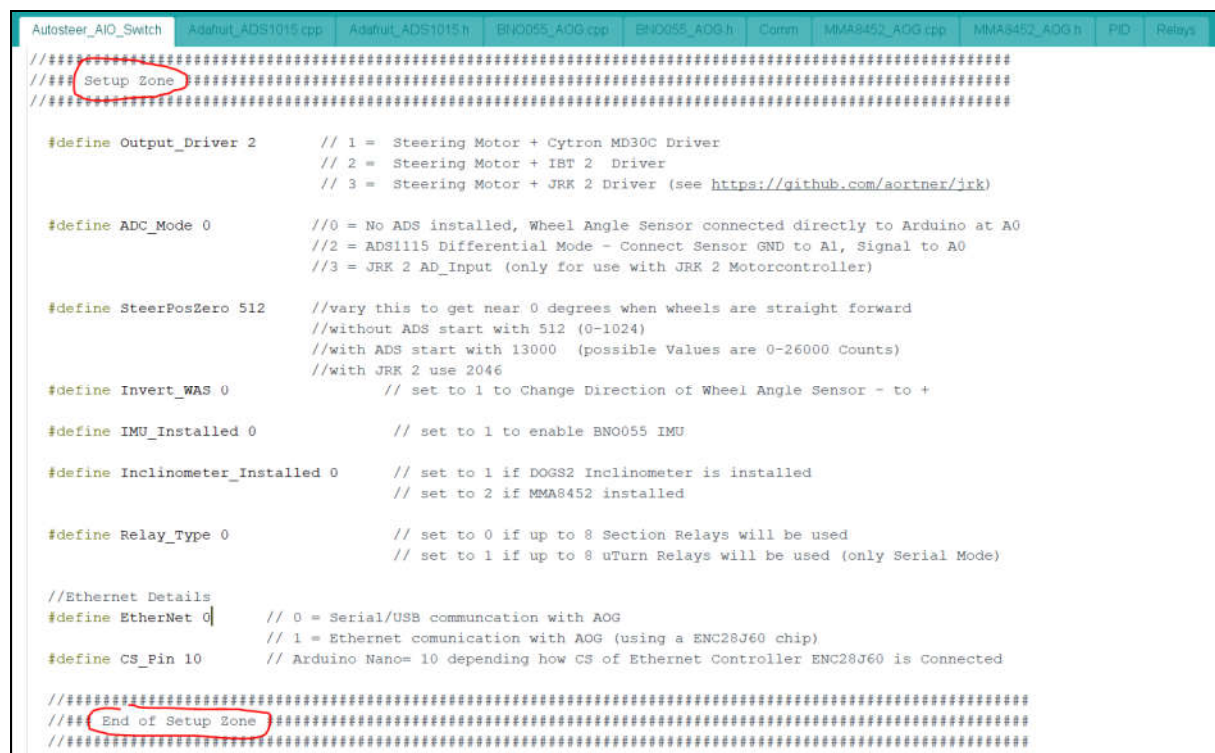 Autosteer_AIO_Switch Adafruit_ADS1015.cpp Adafruit_ADS1015.h BNO055_AOG.cpp BNO055_AOG.h Comm MMA8452_AOG.cpp MMA8452_AOG.h PID Relays
//##########################################################################################################
//### Setup Zone ###########################################################################################
//##########################################################################################################
#define Output_Driver 2 // 1 = Steering Motor + Cytron MD30C Driver
// 2 = Steering Motor + IBT 2 Driver
// 3 = Steering Motor + JRK 2 Driver (see https://github.com/aortner/jrk)
#define ADC_Mode 0 //0 = No ADS installed, Wheel Angle Sensor connected directly to Arduino at A0
//2 = ADS1115 Differential Mode - Connect Sensor GND to A1, Signal to A0
//3 = JRK 2 AD_Input (only for use with JRK 2 Motorcontroller)
#define SteerPosZero 512 //vary this to get near 0 degrees when wheels are straight forward
//without ADS start with 512 (0-1024)
//with ADS start with 13000 (possible Values are 0-26000 Counts)
//with JRK 2 use 2046
#define Invert_WAS 0 // set to 1 to Change Direction of Wheel Angle Sensor - to +
#define IMU_Installed 0 // set to 1 to enable BNO055 IMU
#define Inclinometer_Installed 0 // set to 1 if DOGS2 Inclinometer is installed
// set to 2 if MMA8452 installed
#define Relay_Type 0 // set to 0 if up to 8 Section Relays will be used
// set to 1 if up to 8 uTurn Relays will be used (only Serial Mode)
//Ethernet Details
#define EtherNet 0 // 0 = Serial/USB communcation with AOG
// 1 = Ethernet comunication with AOG (using a ENC28J60 chip)
#define CS_Pin 10 // Arduino Nano= 10 depending how CS of Ethernet Controller ENC28J60 is Connected
//##########################################################################################################
//### End of Setup Zone ####################################################################################
//##########################################################################################################